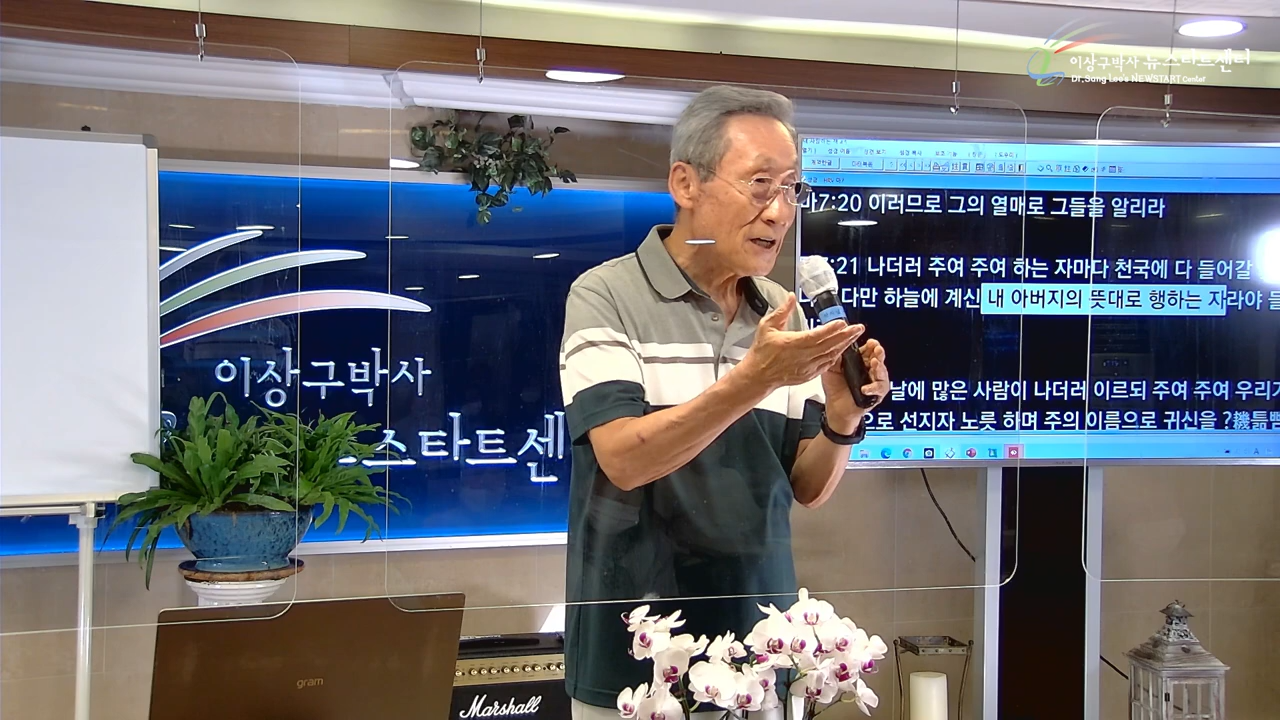 이상구박사 뉴스타트센터
Dr. Sang Lee's NEWSTART Center
마7:20 이러므로 그의 열매로 그들을 알리라
7:21 나더러 주여 주여 하는 자마다 천국에 다 들어갈
다만 하늘에 계신 내 아버지의 뜻대로 행하는 자라야
날에 많은 사람이 나더러 이르되 주여 주여 우리가
으로 선지자 노릇 하며 주의 이름으로 귀신을
이상구박사
스타트센
gram
Marshall